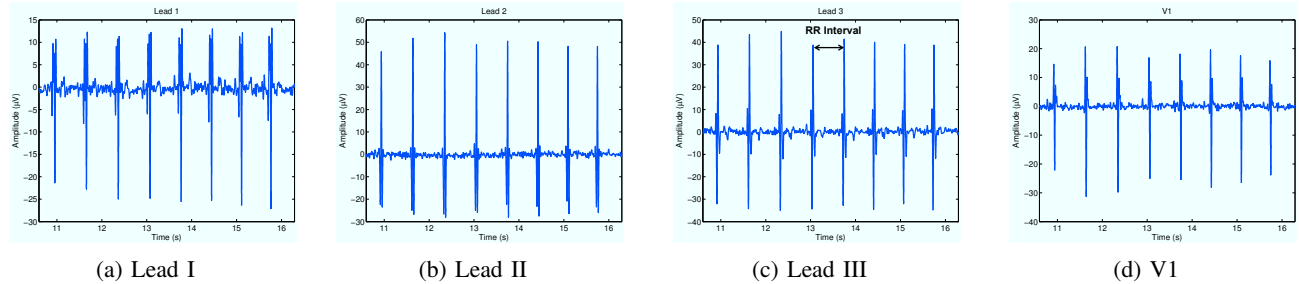 Lead 1
15
10
5
0
−5
−10
−15
−20
−25
−30
Amplitude (µV)
11 12 13 14 15 16
Time (s)
(a) Lead I
Lead 2
60
50
40
30
20
10
0
−10
−20
−30
Amplitude (µV)
11 12 13 14 15 16
Time (s)
(b) Lead II
Lead 3
RR Interval
50
40
30
20
10
0
−10
−20
−30
−40
Amplitude (µV)
11 12 13 14 15 16
Time (s)
(c) Lead III
V1
30
20
10
0
−10
−20
−30
−40
Amplitude (µV)
11 12 13 14 15 16
Time (s)
(d) V1